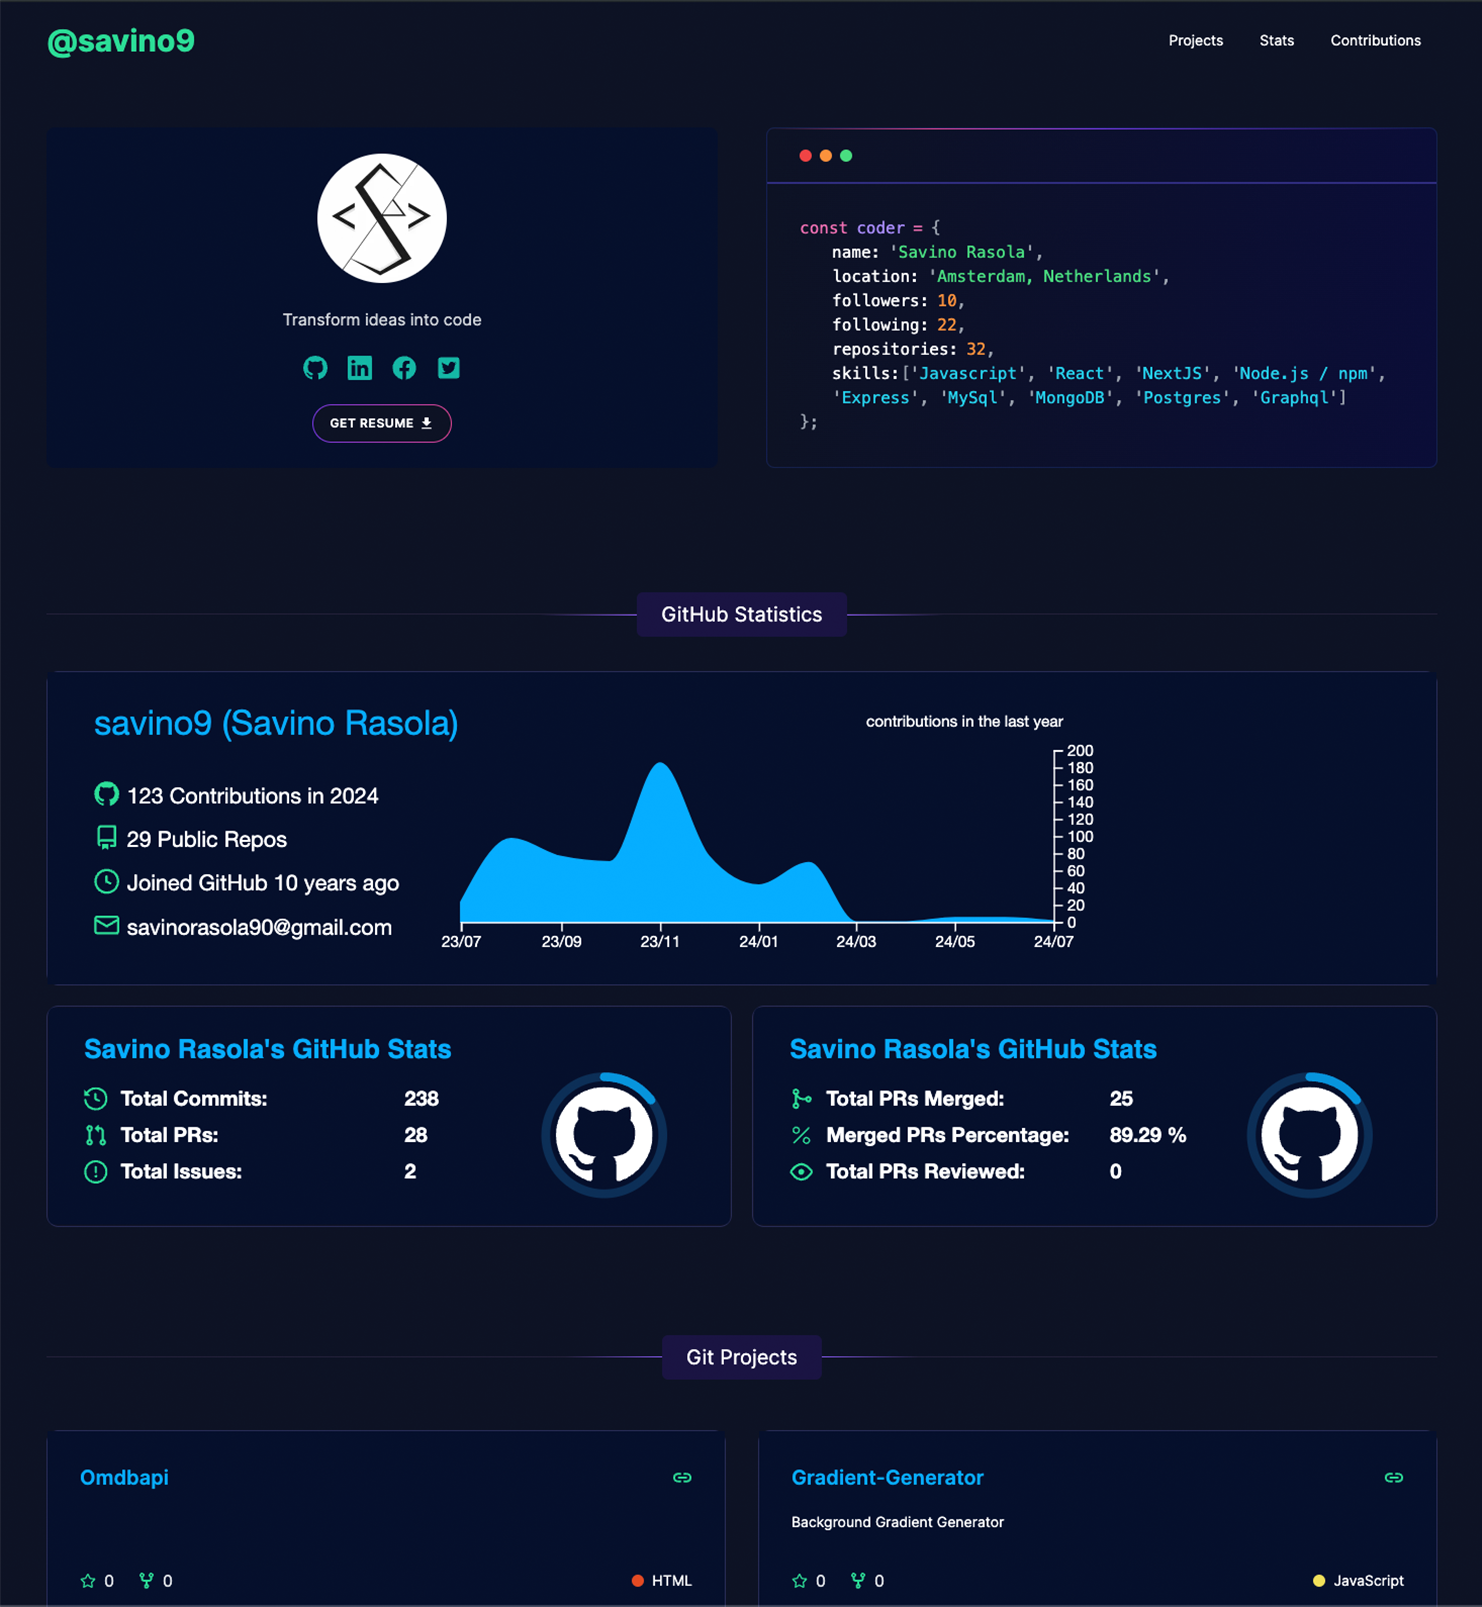 @savino9
Projects
Stats
Contributions
Transform ideas into code
GET RESUME
const coder = {
name: 'Savino Rasola',
location: 'Amsterdam, Netherlands',
followers: 10,
following: 22,
repositories: 32,
skills:['Javascript', 'React', 'NextJS', 'Node.js / npm',
'Express', 'MySql', 'MongoDB', 'Postgres', 'Graphql']
};
GitHub Statistics
savino9 (Savino Rasola)
123 Contributions in 2024
29 Public Repos
Joined GitHub 10 years ago
savinorasola90@gmail.com
contributions in the last year
200
180
160
140
120
100
80
60
40
20
0
23/07
23/09
23/11
24/01
24/03
24/05
24/07
Savino Rasola's GitHub Stats
Total Commits: 238
Total PRs: 28
Total Issues: 2
Savino Rasola's GitHub Stats
Total PRs Merged: 25
Merged PRs Percentage: 89.29 %
Total PRs Reviewed: 0
Git Projects
Omdbapi
0 0 HTML
Gradient-Generator
Background Gradient Generator
0 0 JavaScript